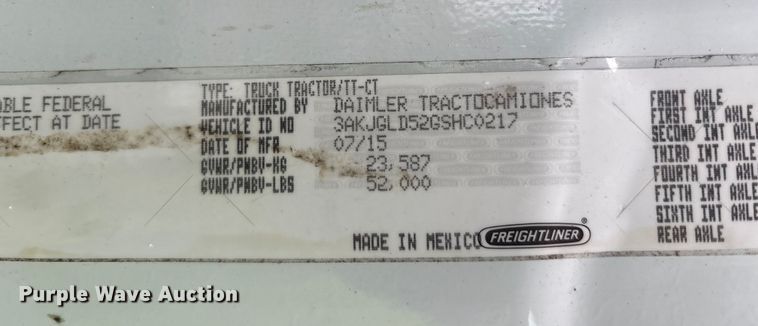 ABLE FEDERAL
FFECT AT DATE
TYPE: TRUCK TRACTOR/TT-CT
MANUFACTURED BY DAIMLER TRACTOCAMIONES
VEHICLE ID NO 3AKJGLD52GSHC0217
DATE OF MFR 07/15
GVWR/PNBV-KG 23,587
GVWR/PNBV-LBS 52,000
MADE IN MEXICO FREIGHTLINER®
FRONT AXLE
FIRST INT AXLE
SECOND INT AXLE
THIRD INT AXLE
FOURTH INT AXLE
FIFTH INT AXLE
SIXTH INT AXLE
REAR AXLE
Purple Wave Auction